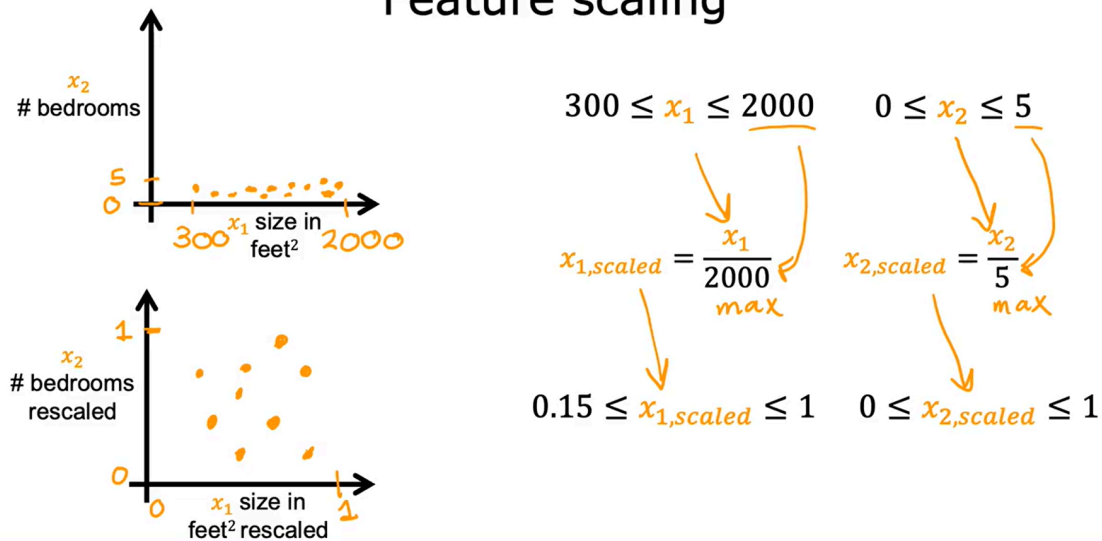 Feature scaling
x₂
# bedrooms
5
0
300
x₁ size in
feet²
2000
1
x₂
# bedrooms
rescaled
0
0
x₁ size in
feet² rescaled
1
300 ≤ x₁ ≤ 2000
x₁,scaled = x₁/2000
max
0.15 ≤ x₁,scaled ≤ 1
0 ≤ x₂ ≤ 5
x₂,scaled = x₂/5
max
0 ≤ x₂,scaled ≤ 1